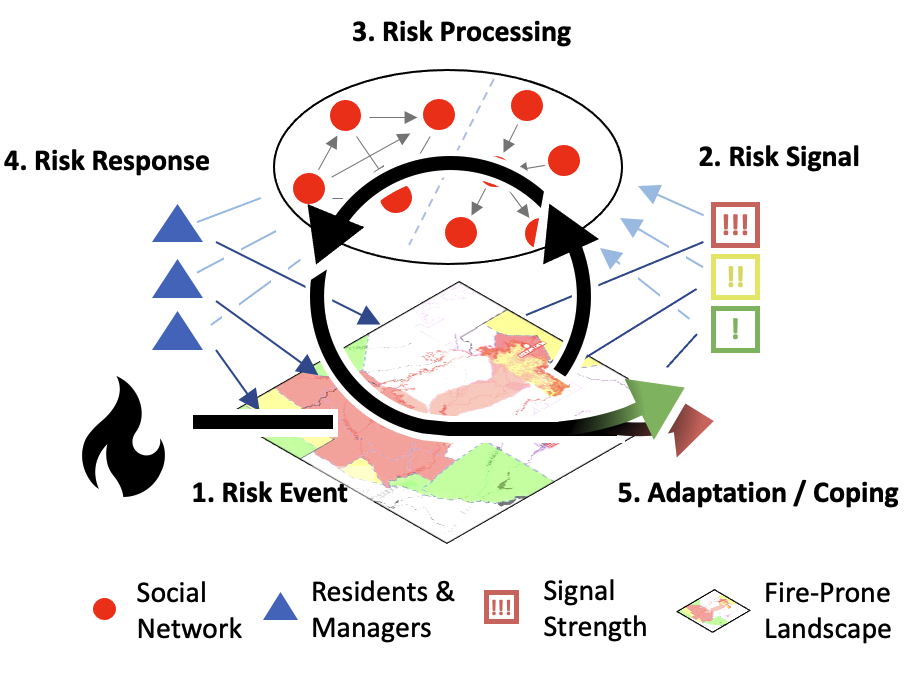 3. Risk Processing
4. Risk Response
2. Risk Signal
!!!
!!
!
1. Risk Event
5. Adaptation / Coping
Social
Network
Residents &
Managers
!!!
Signal
Strength
Fire-Prone
Landscape